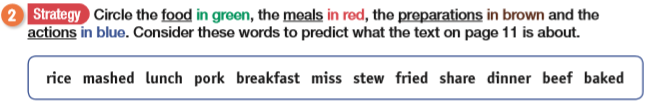 2 Strategy Circle the food in green, the meals in red, the preparations in brown and the
actions in blue. Consider these words to predict what the text on page 11 is about.
rice mashed lunch pork breakfast miss stew fried share dinner beef baked